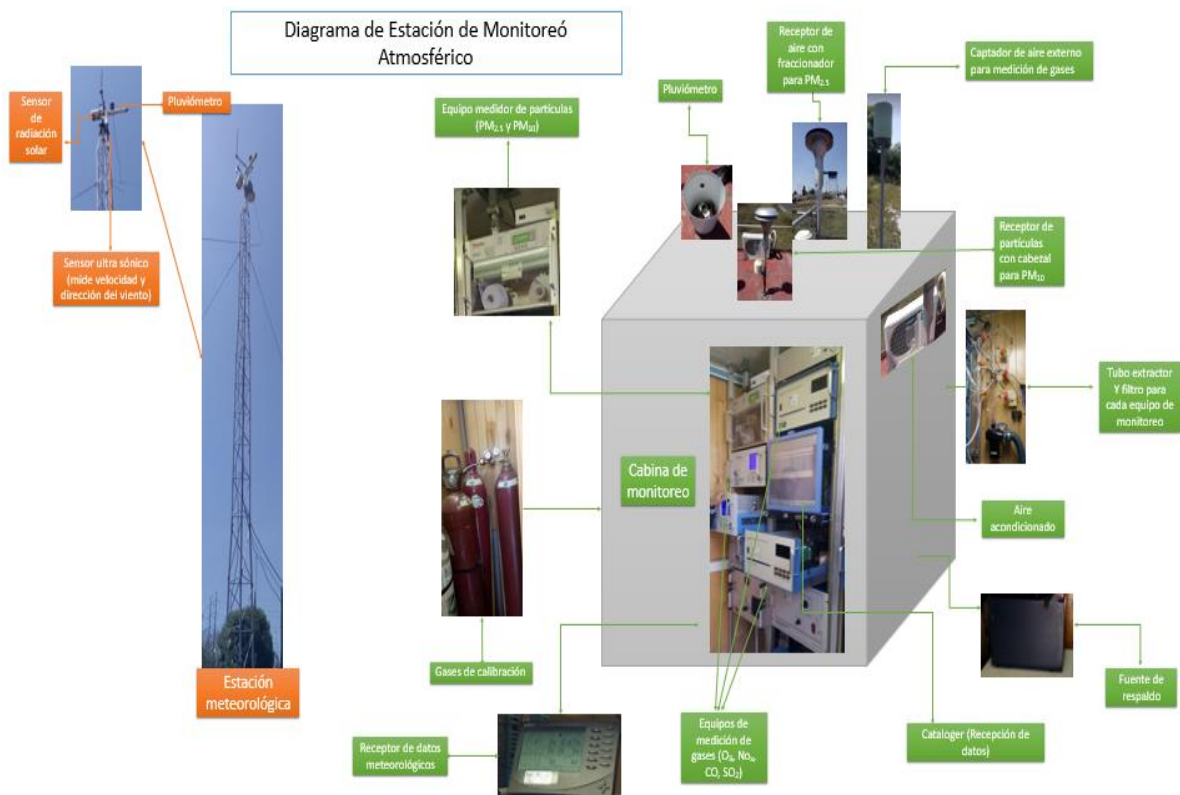 Diagrama de Estación de Monitoreó
Atmosférico
Sensor
de
radiación
solar
Pluviómetro
Sensor ultra sónico
(mide velocidad y
dirección del viento)
Estación
meteorológica
Equipo medidor de partículas
(PM2.5 y PM10)
Pluviómetro
Receptor de
aire con
fraccionador
para PM2.5
Captador de aire externo
para medición de gases
Receptor de
partículas
con cabezal
para PM10
Tubo extractor
Y filtro para
cada equipo de
monitoreo
Cabina de
monitoreo
Aire
acondicionado
Gases de calibración
Fuente de
respaldo
Receptor de datos
meteorológicos
Equipos de
medición de
gases (O3, Nox,
CO, SO2)
Cataloger (Recepción de
datos)